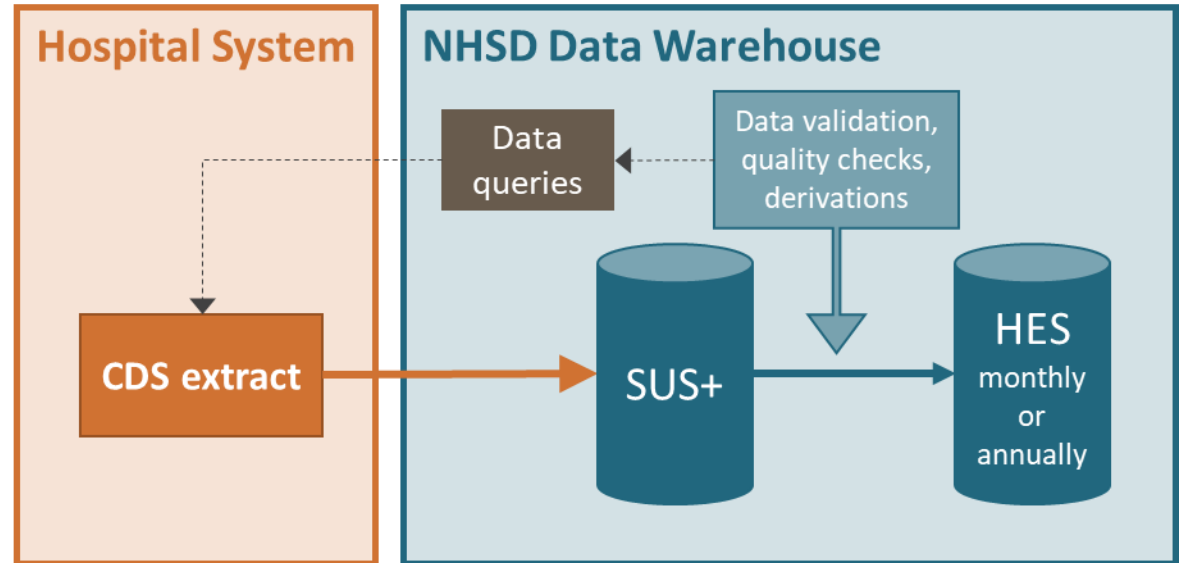 Hospital System
NHSD Data Warehouse
Data
queries
Data validation,
quality checks,
derivations
CDS extract
SUS+
HES
monthly
or
annually